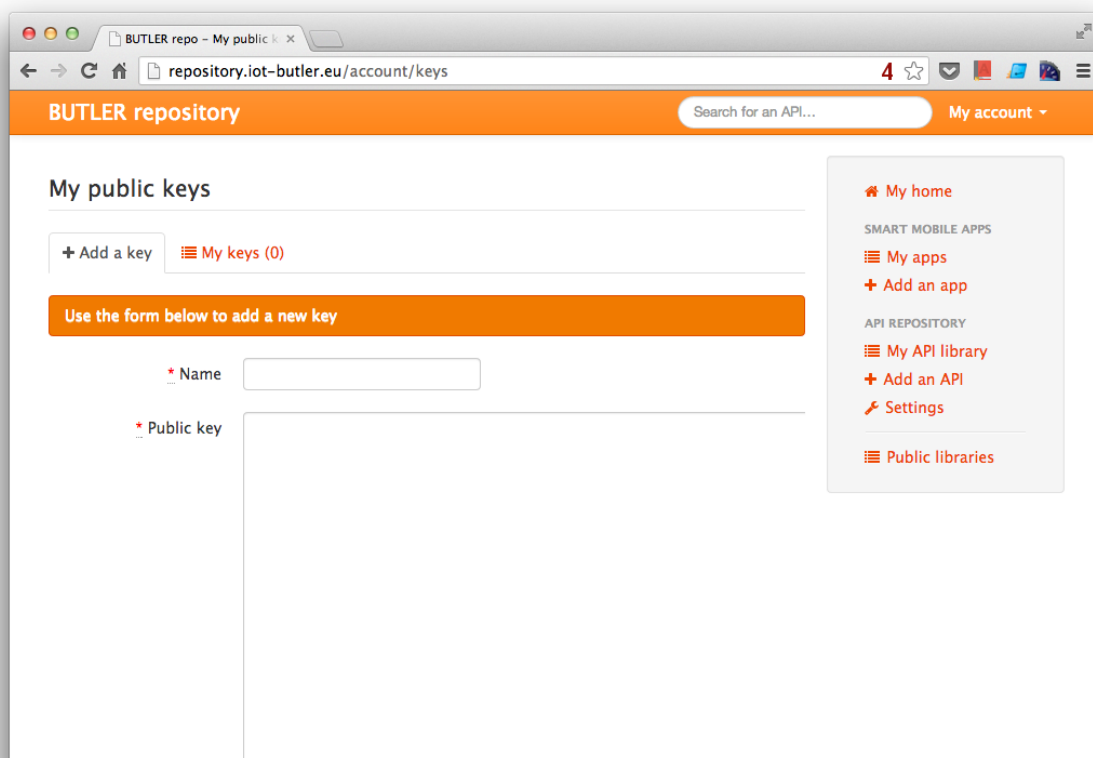 BUTLER repo – My public k
repository.iot-butler.eu/account/keys
4
BUTLER repository
Search for an API...
My account
My public keys
Add a key
My keys (0)
Use the form below to add a new key
* Name
* Public key
My home
SMART MOBILE APPS
My apps
Add an app
API REPOSITORY
My API library
Add an API
Settings
Public libraries